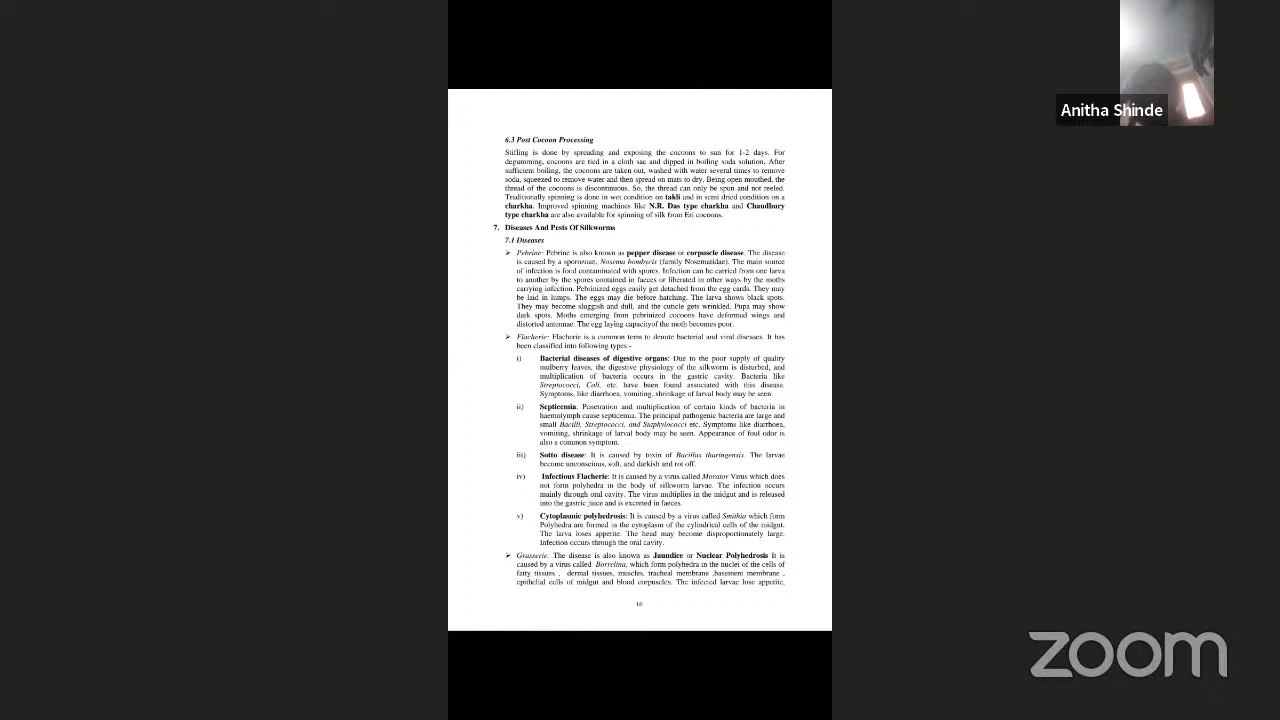 6.3 Post Cocoon Processing
Stifling is done by spreading and exposing the cocoons to sun for 1-2 days. For
degumming, cocoons are tied in a cloth sac and dipped in boiling soda solution. After
sufficient boiling, the cocoons are taken out, washed with water several times to remove
soda, squeezed to remove water and then spread on mats to dry. Being open mouthed, the
thread of the cocoons is discontinuous. So, the thread can only be spun and not reeled.
Traditionally spinning is done in wet condition on takli and in semi dried condition on a
charkha. Improved spinning machines like N.R. Das type charkha and Chaudhury
type charkha are also available for spinning of silk from Eri cocoons.
7. Diseases And Pests Of Silkworms
7.1 Diseases
➢ Pebrine: Pebrine is also known as pepper disease or corpuscle disease. The disease
is caused by a sporozoan, Nosema bombycis (family Nosematidae). The main source
of infection is food contaminated with spores. Infection can be carried from one larva
to another by the spores contained in faeces or liberated in other ways by the moths
carrying infection. Pebrinized eggs easily get detached from the egg cards. They may
be laid in lumps. The eggs may die before hatching. The larva shows black spots.
They may become sluggish and dull, and the cuticle gets wrinkled. Pupa may show
dark spots. Moths emerging from pebrinized cocoons have deformed wings and
distorted antennae. The egg laying capacityof the moth becomes poor.
➢ Flacherie: Flacherie is a common term to denote bacterial and viral diseases. It has
been classified into following types:-
i) Bacterial diseases of digestive organs: Due to the poor supply of quality
mulberry leaves, the digestive physiology of the silkworm is disturbed, and
multiplication of bacteria occurs in the gastric cavity. Bacteria like
Streptococci, Coli, etc. have been found associated with this disease.
Symptoms, like diarrhoea, vomiting, shrinkage of larval body may be seen.
ii) Septicemia: Penetration and multiplication of certain kinds of bacteria in
haemolymph cause septicemia. The principal pathogenic bacteria are large and
small Bacilli, Streptococci, and Staphylococci etc. Symptoms like diarrhoea,
vomiting, shrinkage of larval body may be seen. Appearance of foul odor is
also a common symptom.
iii) Sotto disease: It is caused by toxin of Bacillus thuringensis. The larvae
become unconscious, soft, and darkish and rot off.
iv) Infectious Flacherie: It is caused by a virus called Morator Virus which does
not form polyhedra in the body of silkworm larvae. The infection occurs
mainly through oral cavity. The virus multiplies in the midgut and is released
into the gastric juice and is excreted in faeces.
v) Cytoplasmic polyhedrosis: It is caused by a virus called Smithia which form
Polyhedra are formed in the cytoplasm of the cylindrical cells of the midgut.
The larva loses appetite. The head may become disproportionately large.
Infection occurs through the oral cavity.
➢ Grasserie: The disease is also known as Jaundice or Nuclear Polyhedrosis It is
caused by a virus called Borrelina, which form polyhedra in the nuclei of the cells of
fatty tissues , dermal tissues, muscles, tracheal membrane ,basement membrane ,
epithelial cells of midgut and blood corpuscles. The infected larvae lose appetite,
16
Anitha Shinde
zoom